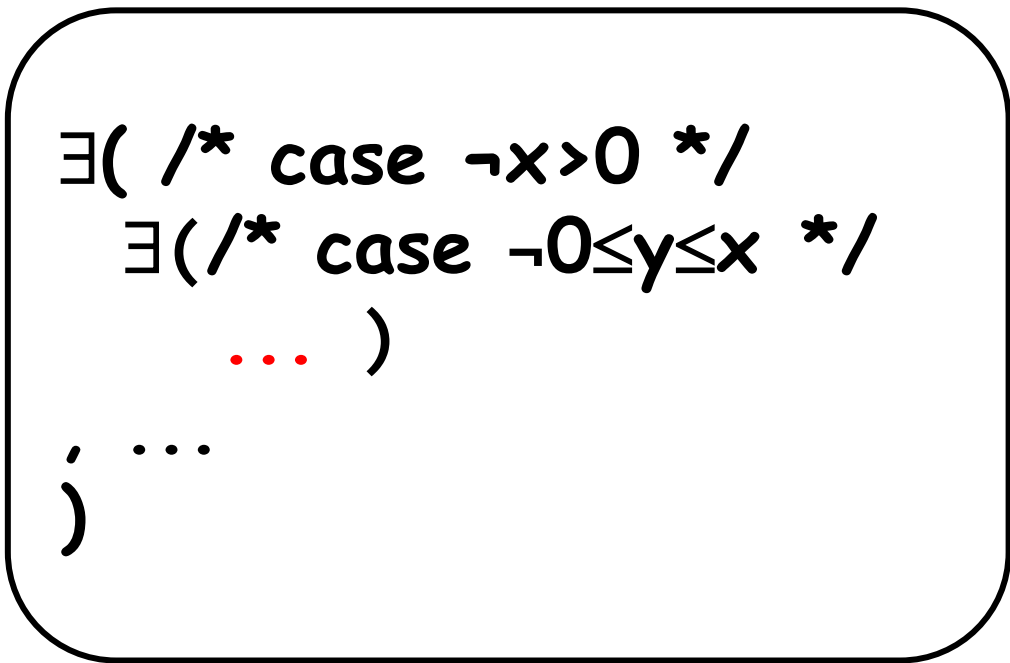 ∃( /* case ¬x>0 */
∃(/* case ¬0≤y≤x */
... )
, ...
)